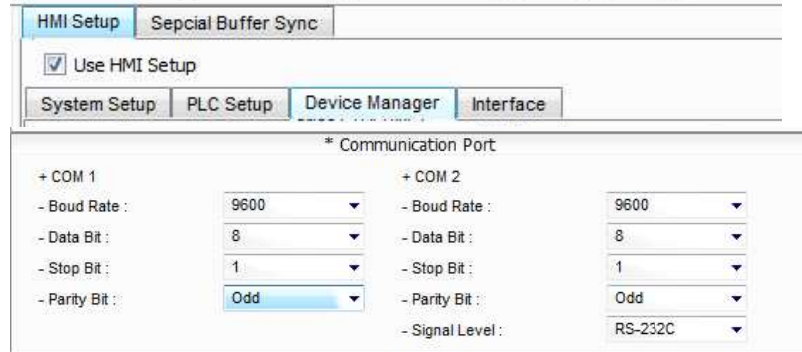 HMI Setup Sepcial Buffer Sync
Use HMI Setup
System Setup PLC Setup Device Manager Interface
* Communication Port
+ COM 1 + COM 2
- Boud Rate : 9600 - Boud Rate : 9600
- Data Bit : 8 - Data Bit : 8
- Stop Bit : 1 - Stop Bit : 1
- Parity Bit : Odd - Parity Bit : Odd
- Signal Level : RS-232C